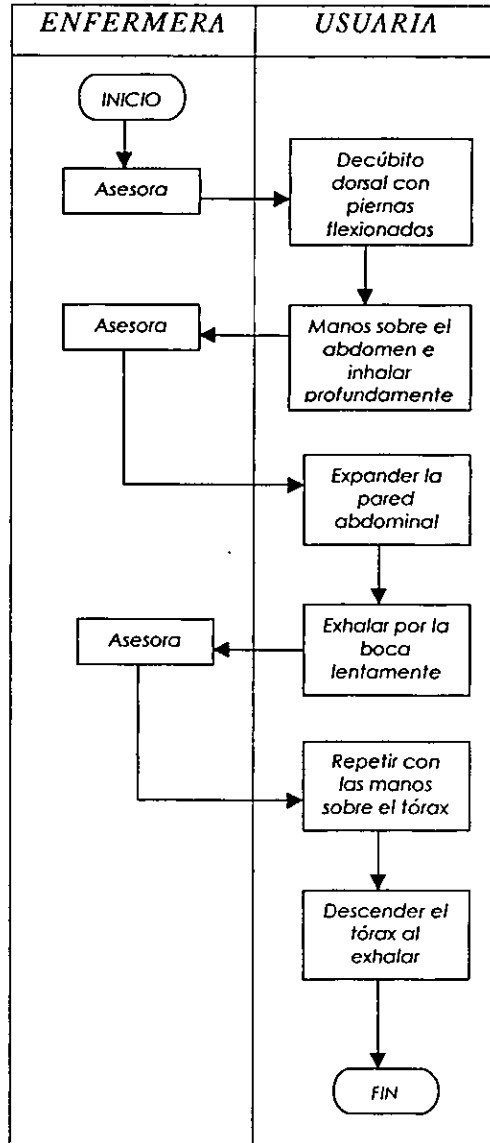 ENFERMERA
USUARIA
INICIO
Asesora
Decúbito
dorsal con
piernas
flexionadas
Manos sobre el
abdomen e
inhalar
profundamente
Asesora
Expander la
pared
abdominal
Exhalar por la
boca
lentamente
Asesora
Repetir con
las manos
sobre el tórax
Descender el
tórax al
exhalar
FIN